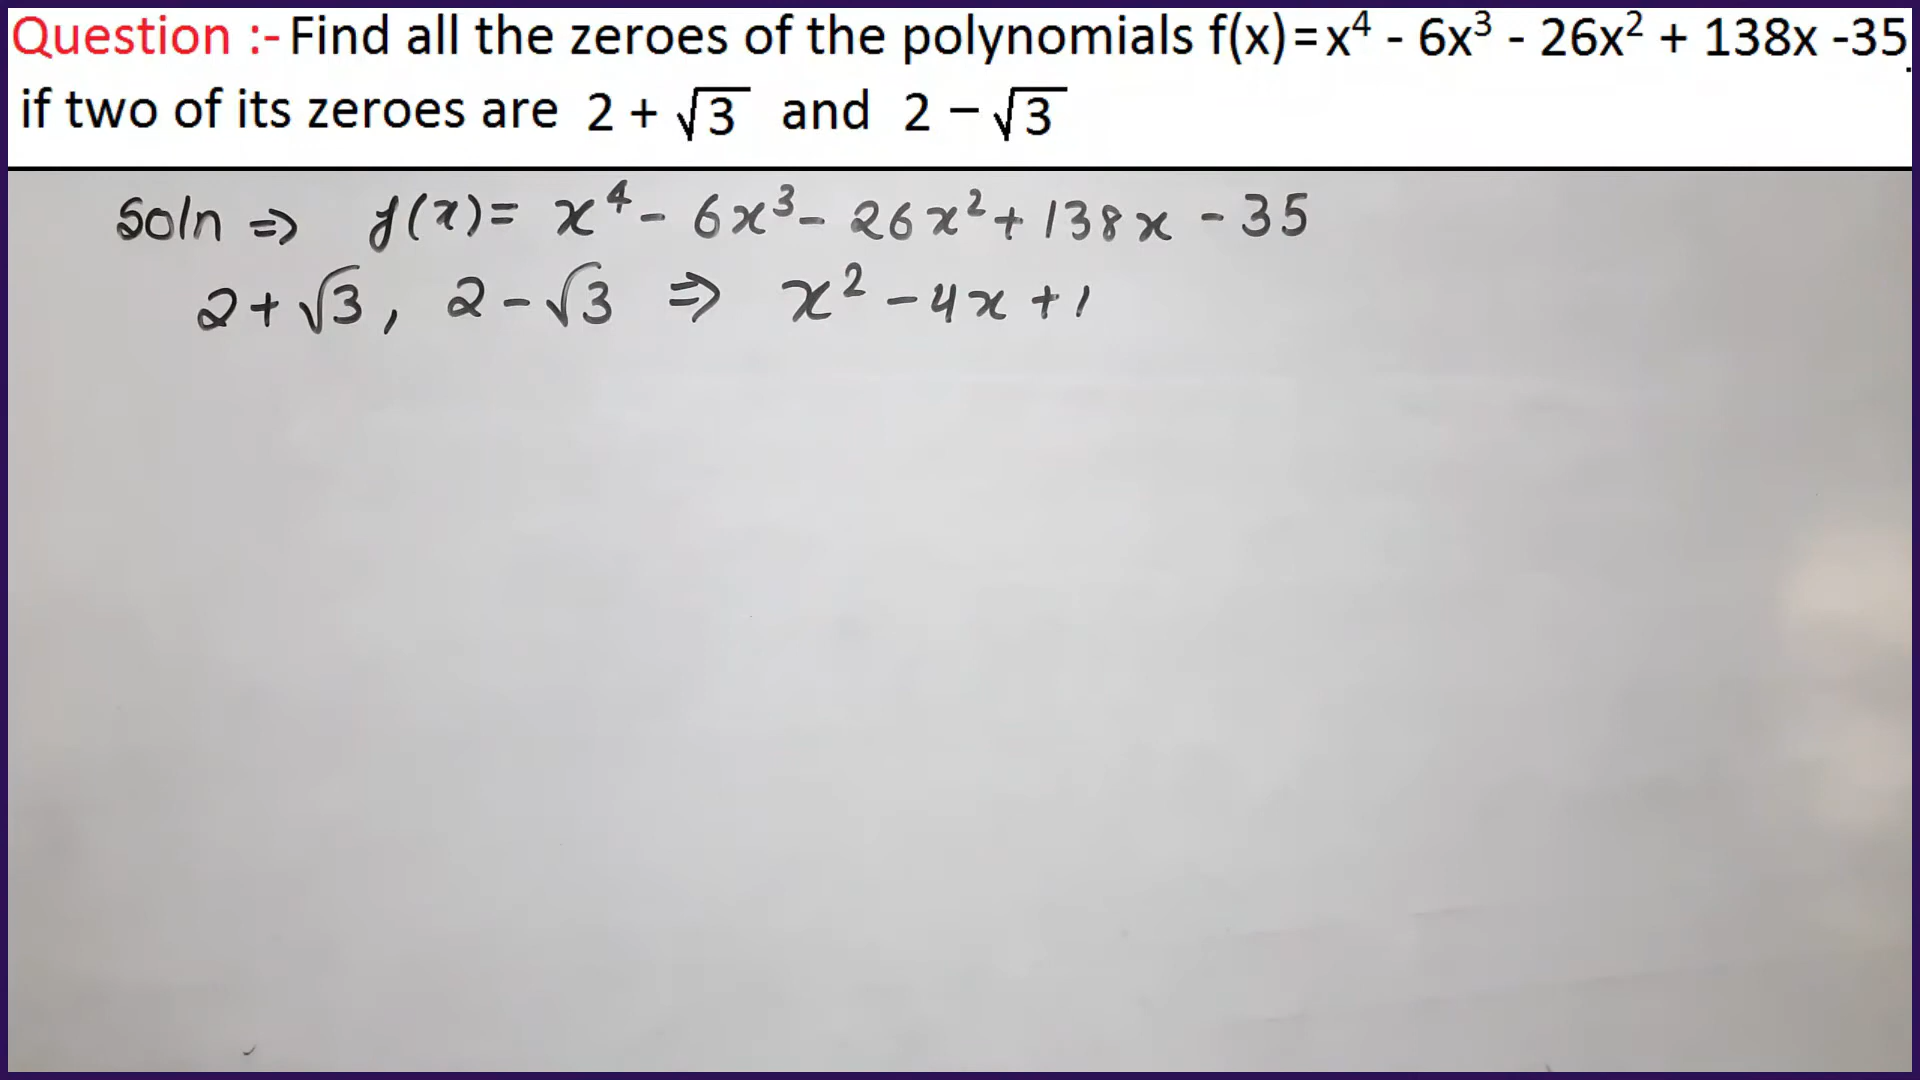 Question :- Find all the zeroes of the polynomials f(x)=x⁴ - 6x³ - 26x² + 138x -35.
if two of its zeroes are 2 + √3 and 2 − √3
Soln ⇒ f(x)= x⁴ - 6x³ - 26x² + 138x - 35
2+√3, 2-√3 ⇒ x² - 4x + 1